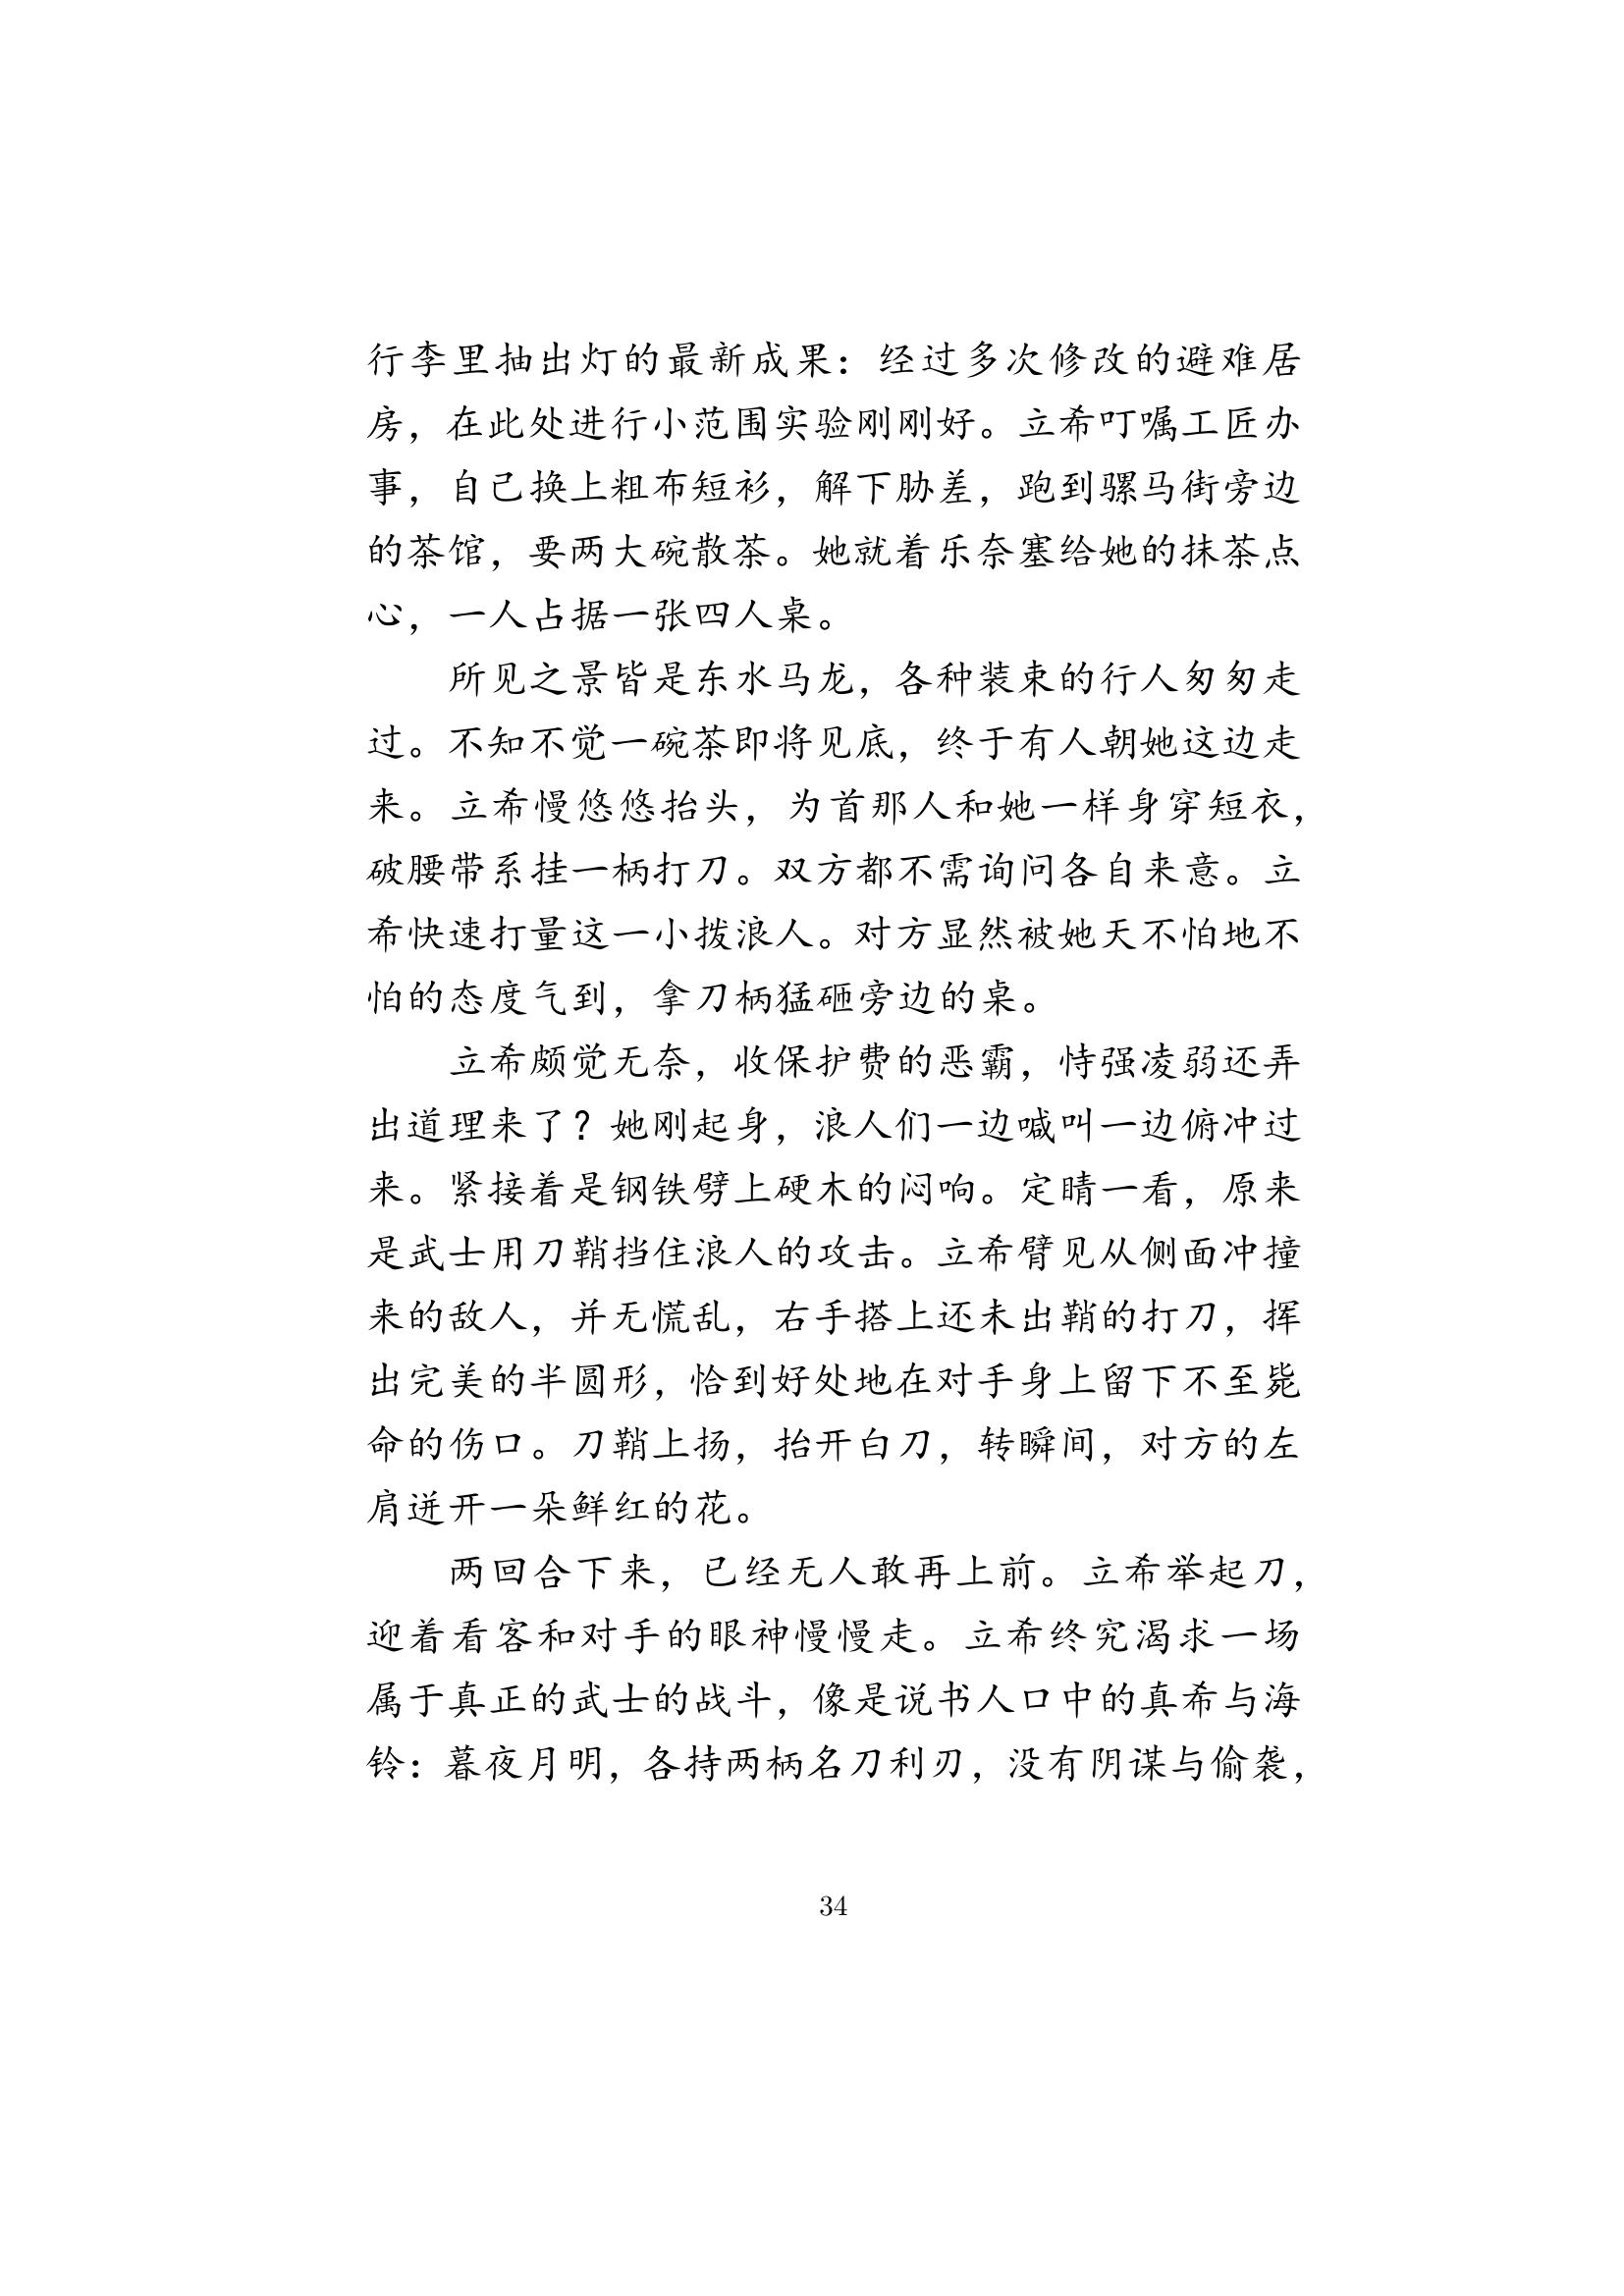 行李里抽出灯的最新成果：经过多次修改的避难居
房，在此处进行小范围实验刚刚好。立希叮嘱工匠办
事，自己换上粗布短衫，解下胁差，跑到骡马街旁边
的茶馆，要两大碗散茶。她就着乐奈塞给她的抹茶点
心，一人占据一张四人桌。
所见之景皆是东水马龙，各种装束的行人匆匆走
过。不知不觉一碗茶即将见底，终于有人朝她这边走
来。立希慢悠悠抬头，为首那人和她一样身穿短衣，
破腰带系挂一柄打刀。双方都不需询问各自来意。立
希快速打量这一小拨浪人。对方显然被她天不怕地不
怕的态度气到，拿刀柄猛砸旁边的桌。
立希颇觉无奈，收保护费的恶霸，恃强凌弱还弄
出道理来了？她刚起身，浪人们一边喊叫一边俯冲过
来。紧接着是钢铁劈上硬木的闷响。定睛一看，原来
是武士用刀鞘挡住浪人的攻击。立希臂见从侧面冲撞
来的敌人，并无慌乱，右手搭上还未出鞘的打刀，挥
出完美的半圆形，恰到好处地在对手身上留下不至毙
命的伤口。刀鞘上扬，抬开白刀，转瞬间，对方的左
肩迸开一朵鲜红的花。
两回合下来，已经无人敢再上前。立希举起刀，
迎着看客和对手的眼神慢慢走。立希终究渴求一场
属于真正的武士的战斗，像是说书人口中的真希与海
铃：暮夜月明，各持两柄名刀利刃，没有阴谋与偷袭，
34